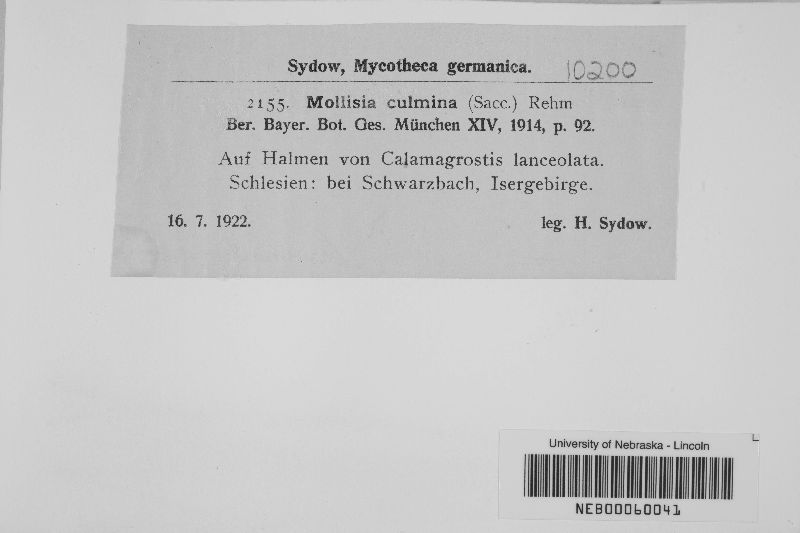 Sydow, Mycotheca germanica. 10200
2155. Mollisia culmina (Sacc.) Rehm
Ber. Bayer. Bot. Ges. München XIV, 1914, p. 92.
Auf Halmen von Calamagrostis lanceolata.
Schlesien: bei Schwarzbach, Isergebirge.
16. 7. 1922. leg. H. Sydow.
University of Nebraska - Lincoln
NEB00060041